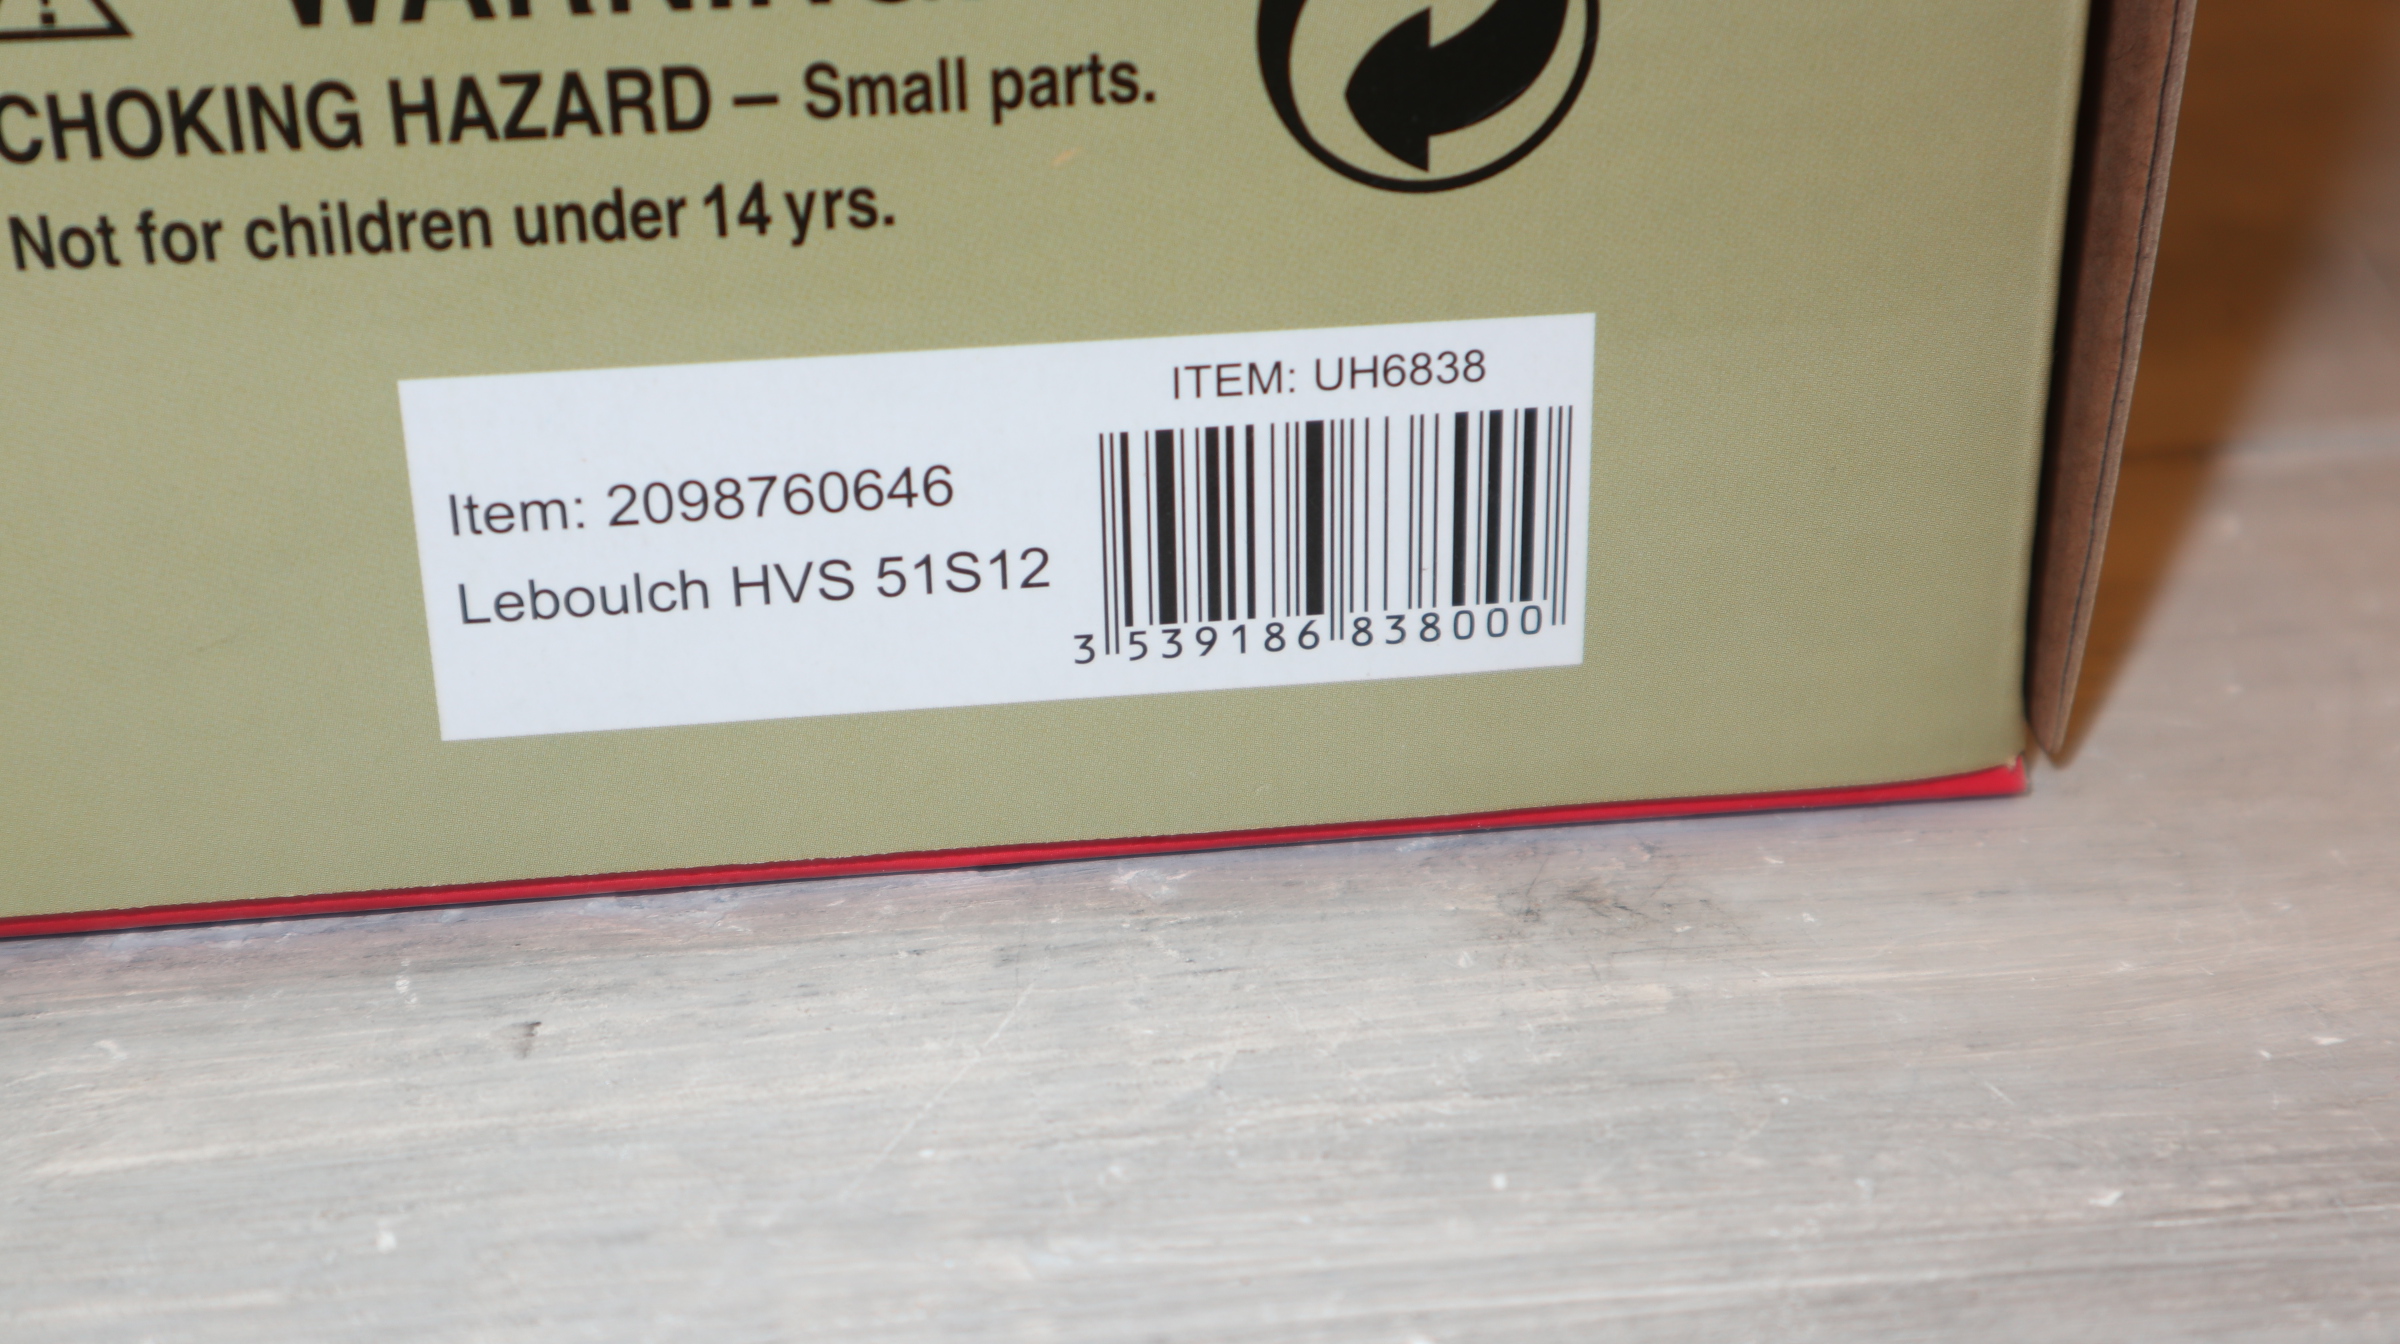 WARNING:
CHOKING HAZARD – Small parts.
Not for children under 14 yrs.
ITEM: UH6838
Item: 2098760646
Leboulch HVS 51S12
3 539186 838000